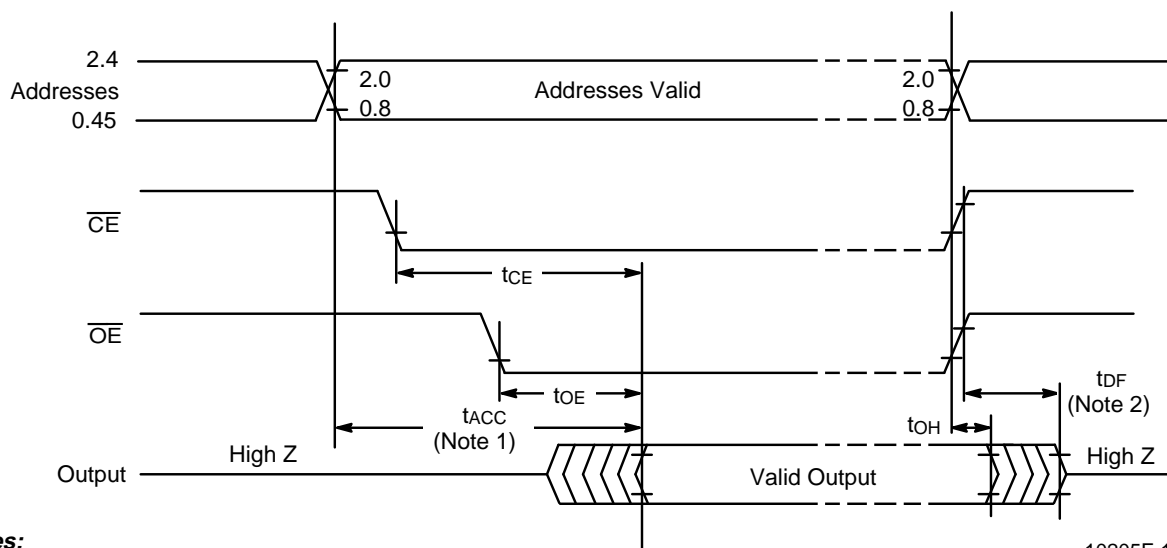 2.4
Addresses
0.45
2.0
0.8
Addresses Valid
2.0
0.8
CE
tCE
OE
tOE
tACC
(Note 1)
tDF
(Note 2)
tOH
Output
High Z
Valid Output
High Z
es: